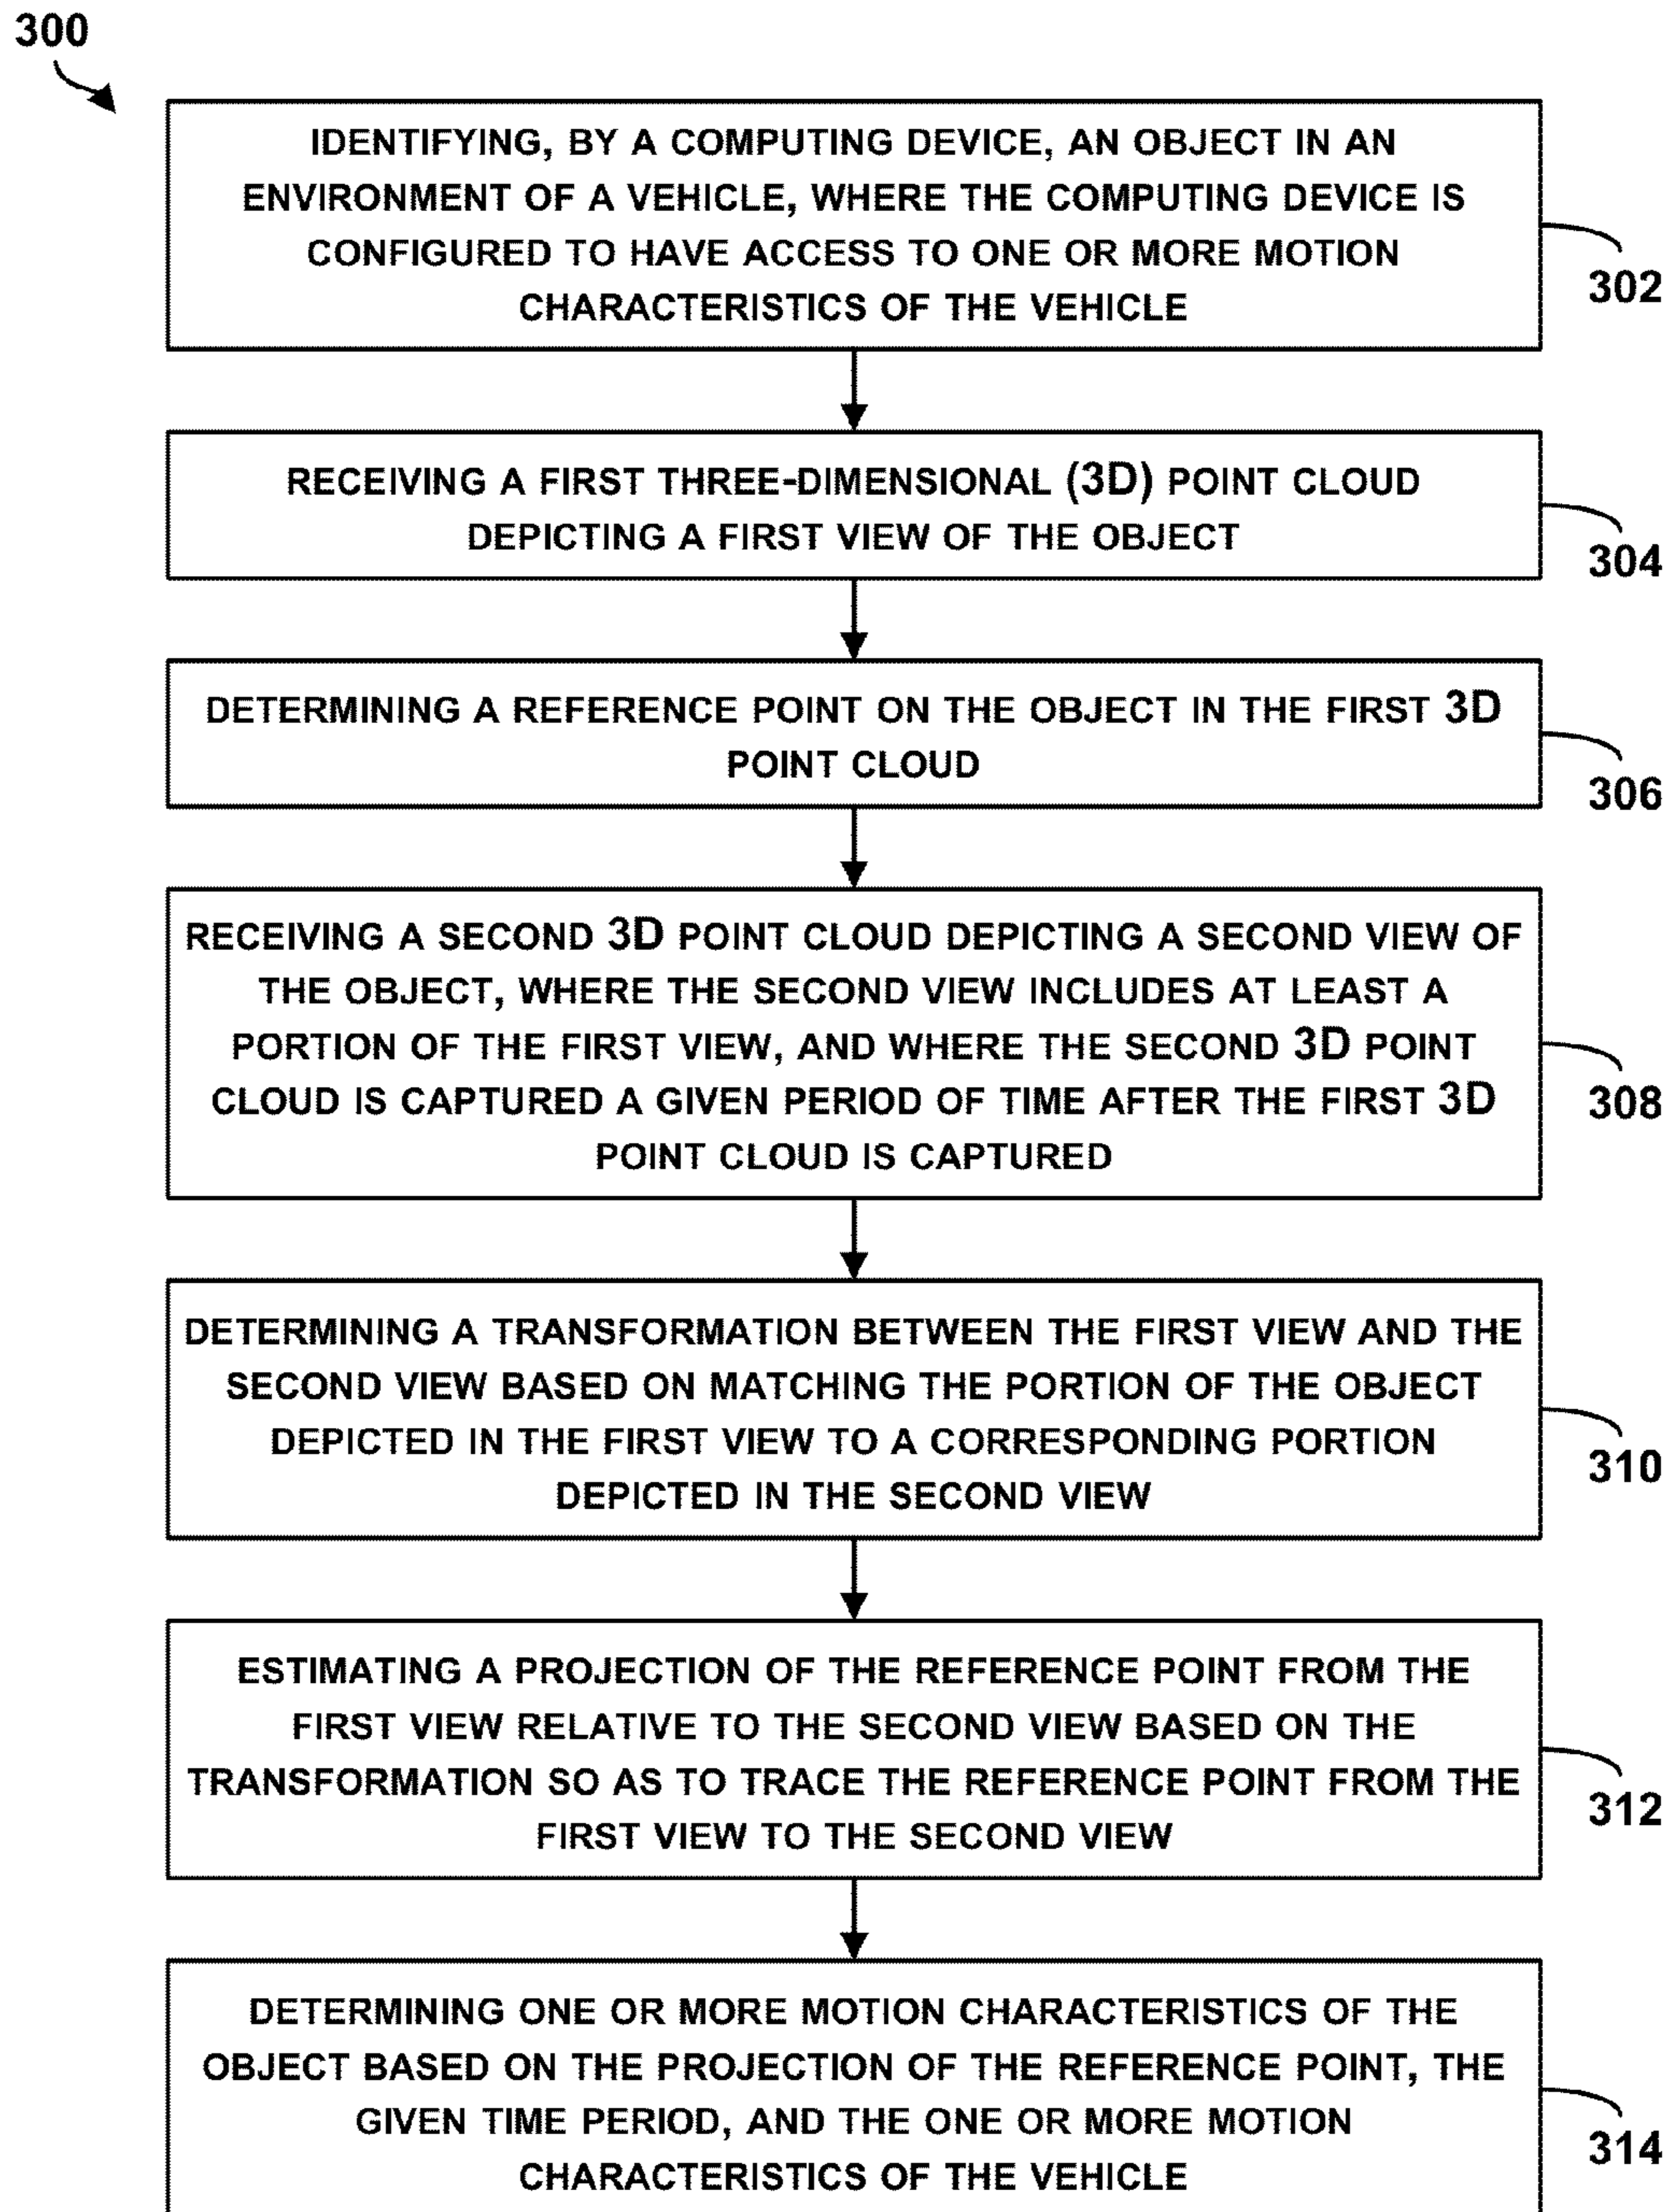 300
IDENTIFYING, BY A COMPUTING DEVICE, AN OBJECT IN AN
ENVIRONMENT OF A VEHICLE, WHERE THE COMPUTING DEVICE IS
CONFIGURED TO HAVE ACCESS TO ONE OR MORE MOTION
CHARACTERISTICS OF THE VEHICLE
302
RECEIVING A FIRST THREE-DIMENSIONAL (3D) POINT CLOUD
DEPICTING A FIRST VIEW OF THE OBJECT
304
DETERMINING A REFERENCE POINT ON THE OBJECT IN THE FIRST 3D
POINT CLOUD
306
RECEIVING A SECOND 3D POINT CLOUD DEPICTING A SECOND VIEW OF
THE OBJECT, WHERE THE SECOND VIEW INCLUDES AT LEAST A
PORTION OF THE FIRST VIEW, AND WHERE THE SECOND 3D POINT
CLOUD IS CAPTURED A GIVEN PERIOD OF TIME AFTER THE FIRST 3D
POINT CLOUD IS CAPTURED
308
DETERMINING A TRANSFORMATION BETWEEN THE FIRST VIEW AND THE
SECOND VIEW BASED ON MATCHING THE PORTION OF THE OBJECT
DEPICTED IN THE FIRST VIEW TO A CORRESPONDING PORTION
DEPICTED IN THE SECOND VIEW
310
ESTIMATING A PROJECTION OF THE REFERENCE POINT FROM THE
FIRST VIEW RELATIVE TO THE SECOND VIEW BASED ON THE
TRANSFORMATION SO AS TO TRACE THE REFERENCE POINT FROM THE
FIRST VIEW TO THE SECOND VIEW
312
DETERMINING ONE OR MORE MOTION CHARACTERISTICS OF THE
OBJECT BASED ON THE PROJECTION OF THE REFERENCE POINT, THE
GIVEN TIME PERIOD, AND THE ONE OR MORE MOTION
CHARACTERISTICS OF THE VEHICLE
314